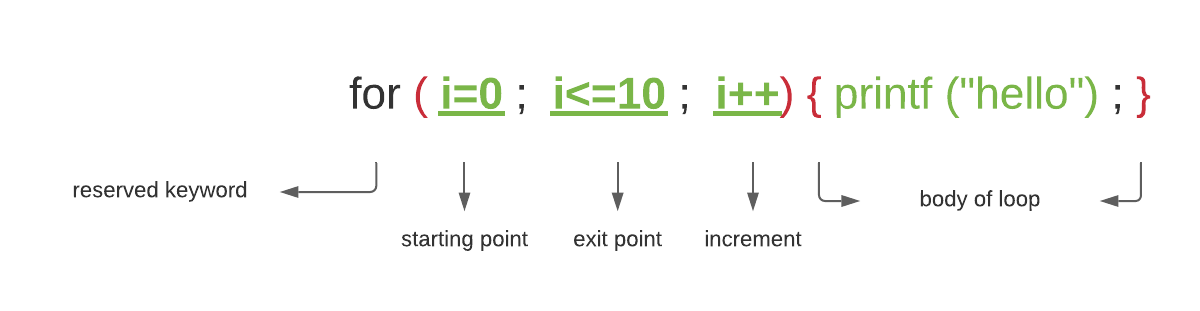 for ( i=0 ; i<=10 ; i++) { printf ("hello") ; }
reserved keyword
body of loop
starting point
exit point
increment